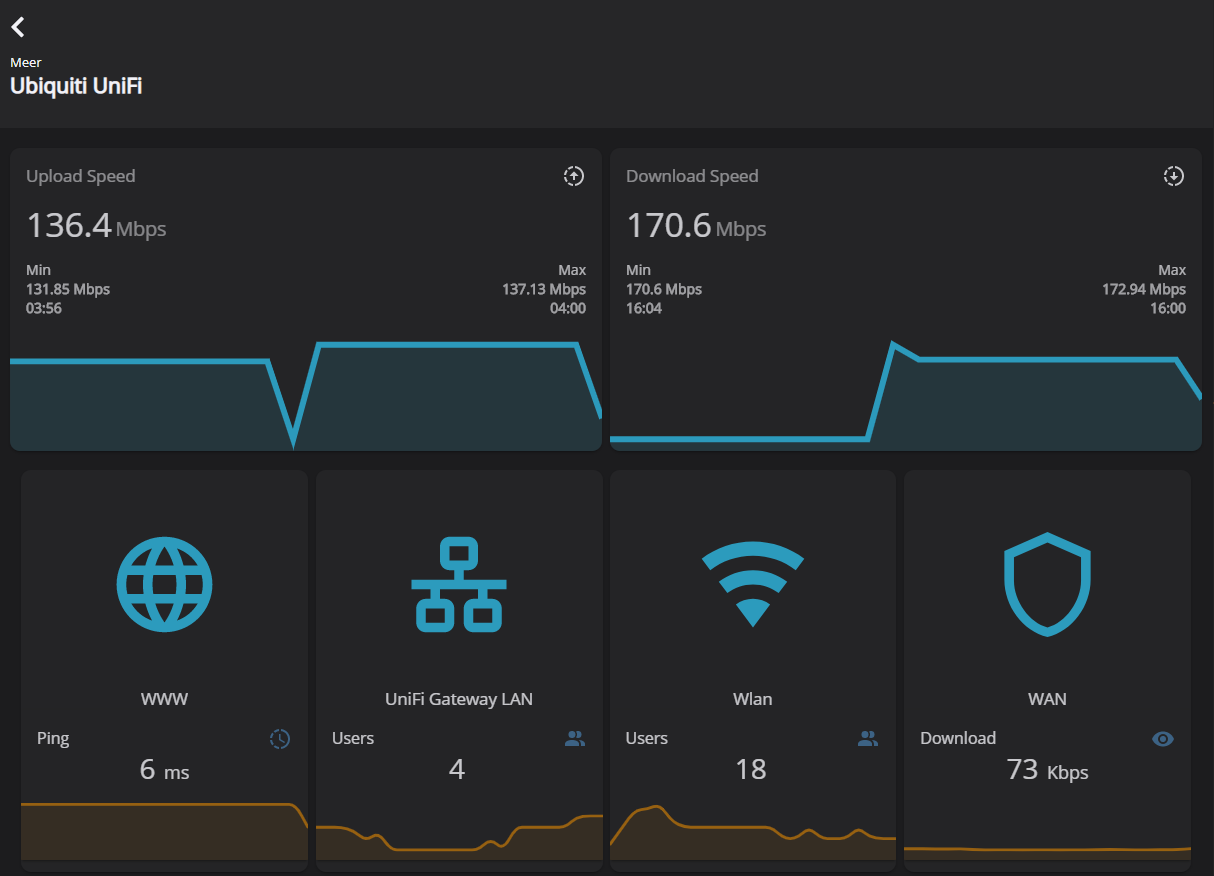 Meer
Ubiquiti UniFi
Upload Speed
136.4 Mbps
Min Max
131.85 Mbps 137.13 Mbps
03:56 04:00
Download Speed
170.6 Mbps
Min Max
170.6 Mbps 172.94 Mbps
16:04 16:00
WWW
Ping
6 ms
UniFi Gateway LAN
Users
4
Wlan
Users
18
WAN
Download
73 Kbps